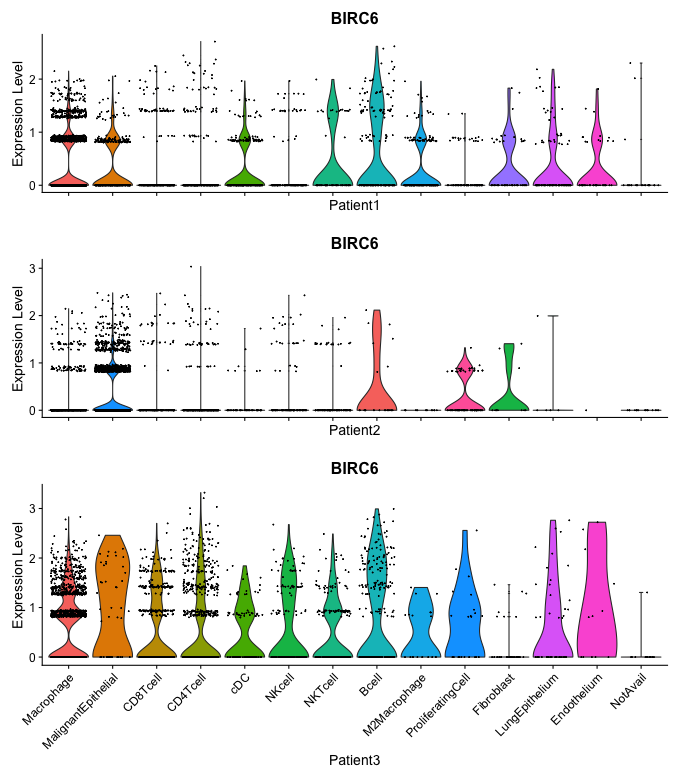 BIRC6
Expression Level
2
1
0
Patient1
BIRC6
Expression Level
3
2
1
0
Patient2
BIRC6
Expression Level
3
2
1
0
Macrophage
MalignantEpithelial
CD8Tcell
CD4Tcell
cDC
NKcell
NKTcell
Bcell
M2Macrophage
ProliferatingCell
Fibroblast
LungEpithelium
Endothelium
NotAvail
Patient3